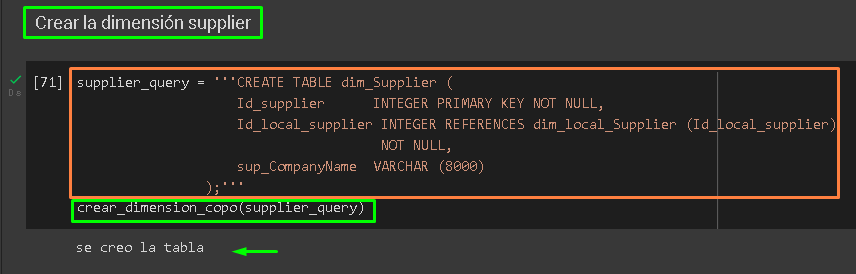 Crear la dimensión supplier
[71] supplier_query = '''CREATE TABLE dim_Supplier (
Id_supplier INTEGER PRIMARY KEY NOT NULL,
Id_local_supplier INTEGER REFERENCES dim_local_Supplier (Id_local_supplier)
NOT NULL,
sup_CompanyName VARCHAR (8000)
);'''
0 s
crear_dimension_copo(supplier_query)
se creo la tabla